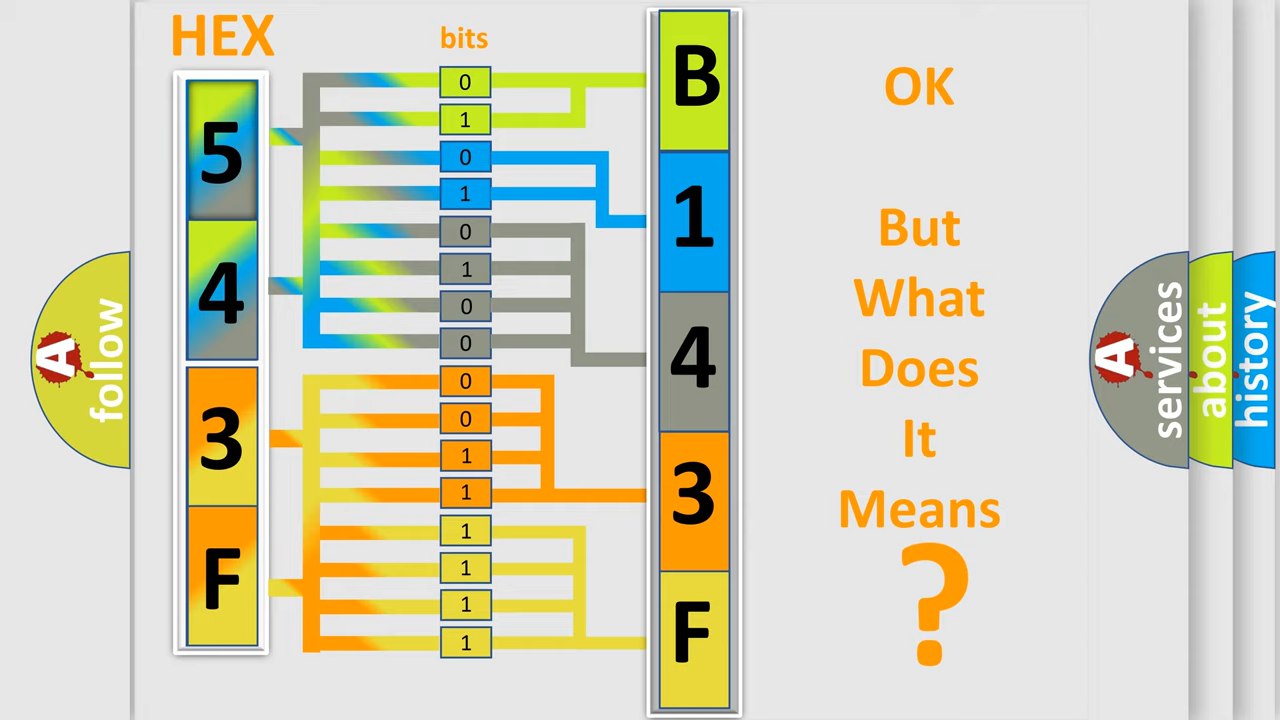 HEX
bits
5
4
3
F
0
1
0
1
0
1
0
0
0
0
1
1
1
1
1
1
B
1
4
3
F
OK
But
What
Does
It
Means
?
A
follow
A
services
about
history